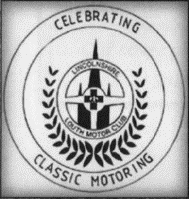 CELEBRATING
LINCOLNSHIRE
LOUTH MOTOR CLUB
CLASSIC MOTORING